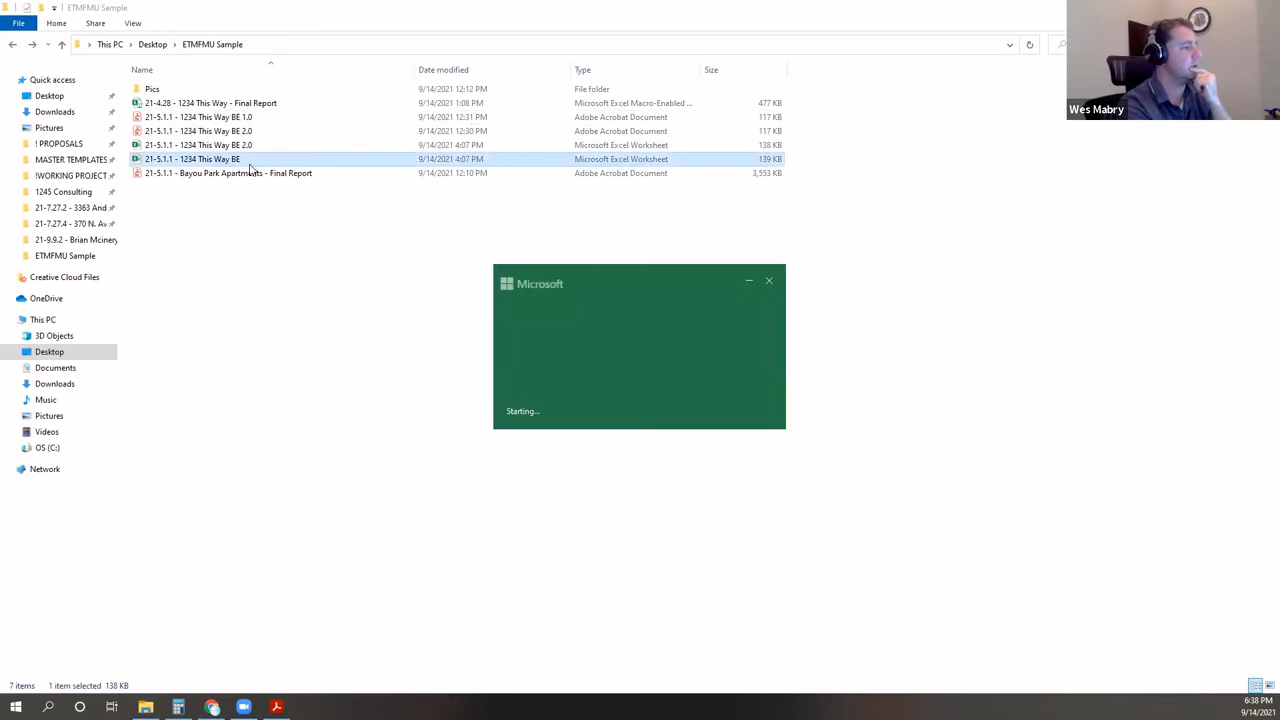 ETMFMU Sample
File Home Share View
This PC Desktop ETMFMU Sample
Name Date modified Type Size
Pics 9/14/2021 12:12 PM File folder
21-4.28 - 1234 This Way - Final Report 9/14/2021 1:08 PM Microsoft Excel Macro-Enabled ... 477 KB
21-5.1.1 - 1234 This Way BE 1.0 9/14/2021 12:31 PM Adobe Acrobat Document 117 KB
21-5.1.1 - 1234 This Way BE 2.0 9/14/2021 12:30 PM Adobe Acrobat Document 117 KB
21-5.1.1 - 1234 This Way BE 2.0 9/14/2021 4:07 PM Microsoft Excel Worksheet 138 KB
21-5.1.1 - 1234 This Way BE 9/14/2021 4:07 PM Microsoft Excel Worksheet 139 KB
21-5.1.1 - Bayou Park Apartments - Final Report 9/14/2021 12:10 PM Adobe Acrobat Document 3,553 KB
Quick access
Desktop
Downloads
Pictures
! PROPOSALS
MASTER TEMPLATES
!WORKING PROJECT
1245 Consulting
21-7.27.2 - 3363 And
21-7.27.4 - 370 N. Av
21-9.9.2 - Brian Mcinery
ETMFMU Sample
Creative Cloud Files
OneDrive
This PC
3D Objects
Desktop
Documents
Downloads
Music
Pictures
Videos
OS (C:)
Network
Microsoft
Starting...
Wes Mabry
7 items 1 item selected 138 KB
6:38 PM
9/14/2021